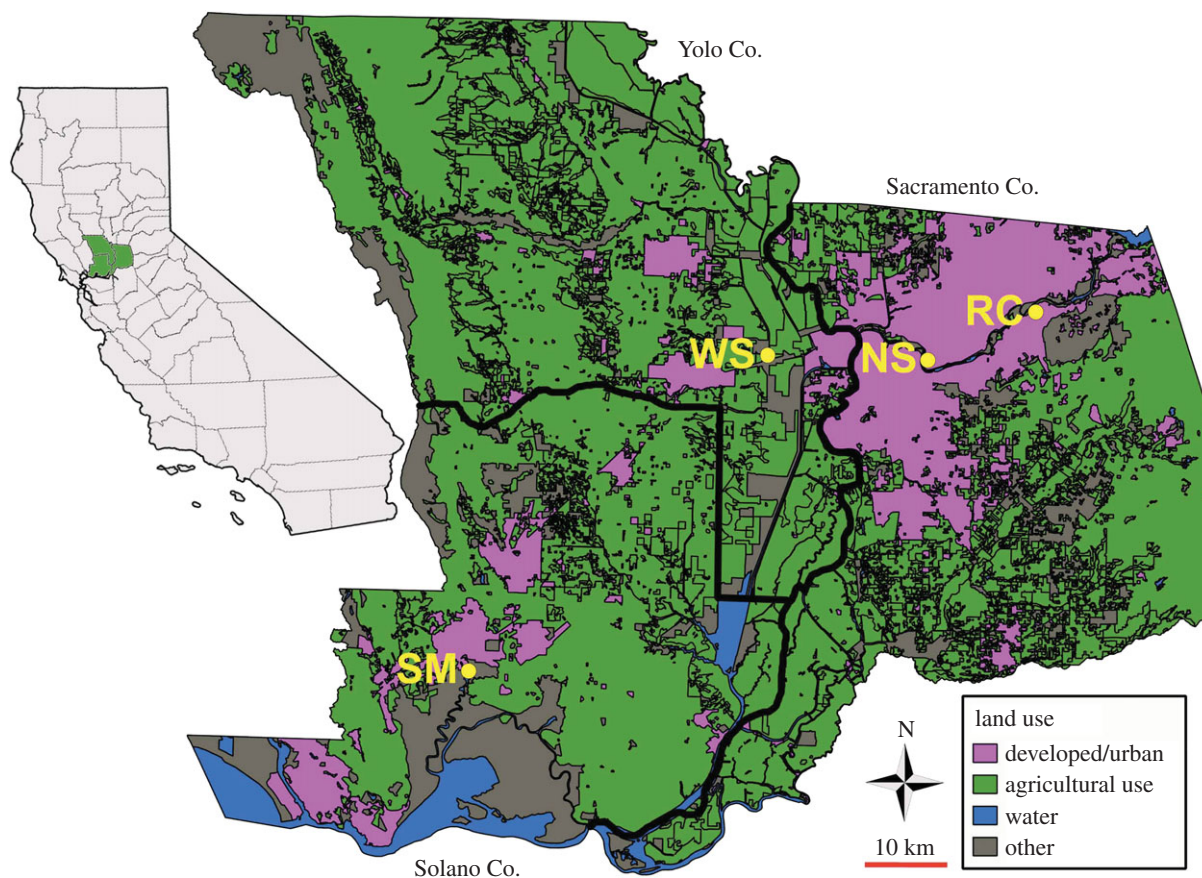 Yolo Co.
Sacramento Co.
RC
WS
NS
SM
Solano Co.
N
10 km
land use
developed/urban
agricultural use
water
other